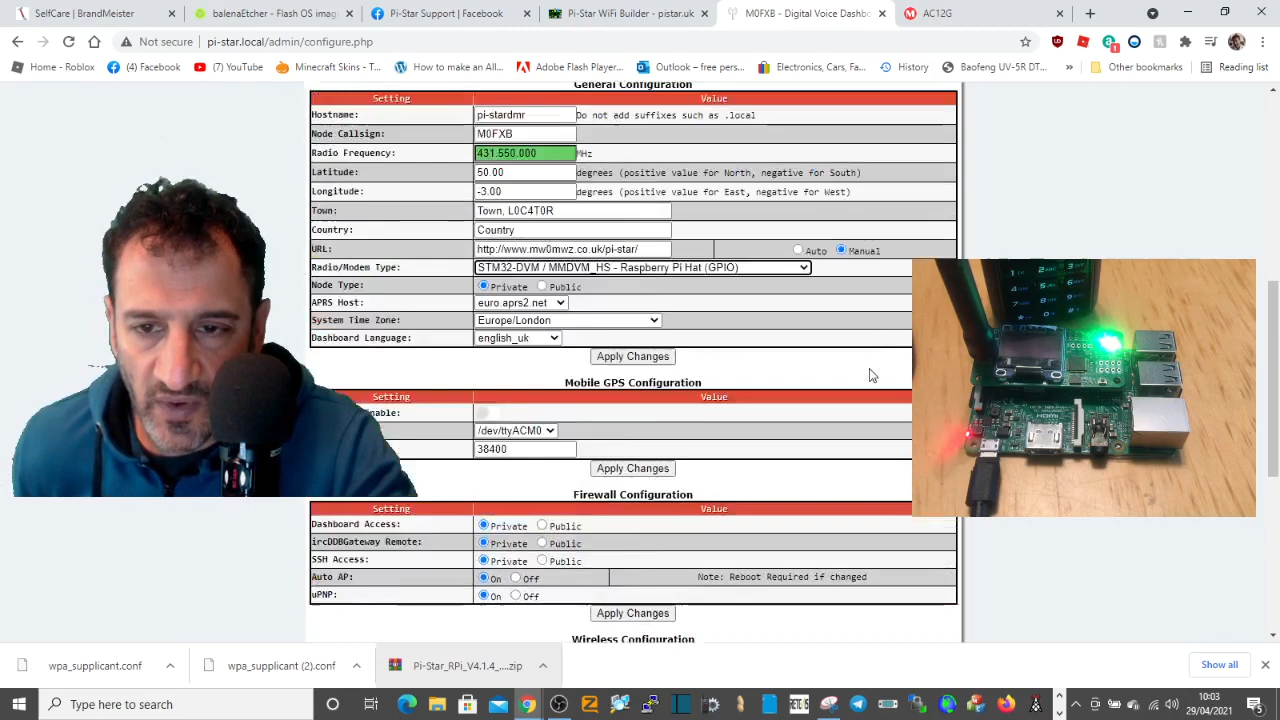 SelfCare | BrandMeister
balenaEtcher - Flash OS imag
Pi-Star Support | Facebook
Pi-Star WiFi Builder - pistar.uk
M0FXB - Digital Voice Dashbo
AC12G
Not secure | pi-star.local/admin/configure.php
Home - Roblox
(4) Facebook
(7) YouTube
Minecraft Skins - T...
How to make an All...
Adobe Flash Player...
Outlook – free pers...
Electronics, Cars, Fa...
History
Baofeng UV-5R DT...
Other bookmarks
Reading list
General Configuration
Setting Value
Hostname: pi-stardmr Do not add suffixes such as .local
Node Callsign: M0FXB
Radio Frequency: 431.550.000 MHz
Latitude: 50.00 degrees (positive value for North, negative for South)
Longitude: -3.00 degrees (positive value for East, negative for West)
Town: Town, L0C4T0R
Country: Country
URL: http://www.mw0mwz.co.uk/pi-star/ Auto Manual
Radio/Modem Type: STM32-DVM / MMDVM_HS - Raspberry Pi Hat (GPIO)
Node Type: Private Public
APRS Host: euro.aprs2.net
System Time Zone: Europe/London
Dashboard Language: english_uk
Apply Changes
Mobile GPS Configuration
Value
able:
/dev/ttyACM0
38400
Apply Changes
HDMI
Firewall Configuration
Setting Value
Dashboard Access: Private Public
ircDDBGateway Remote: Private Public
SSH Access: Private Public
Auto AP: On Off Note: Reboot Required if changed
uPNP: On Off
Apply Changes
Wireless Configuration
wpa_supplicant.conf
wpa_supplicant (2).conf
Pi-Star_RPi_V4.1.4_....zip
Show all
Type here to search
10:03
29/04/2021